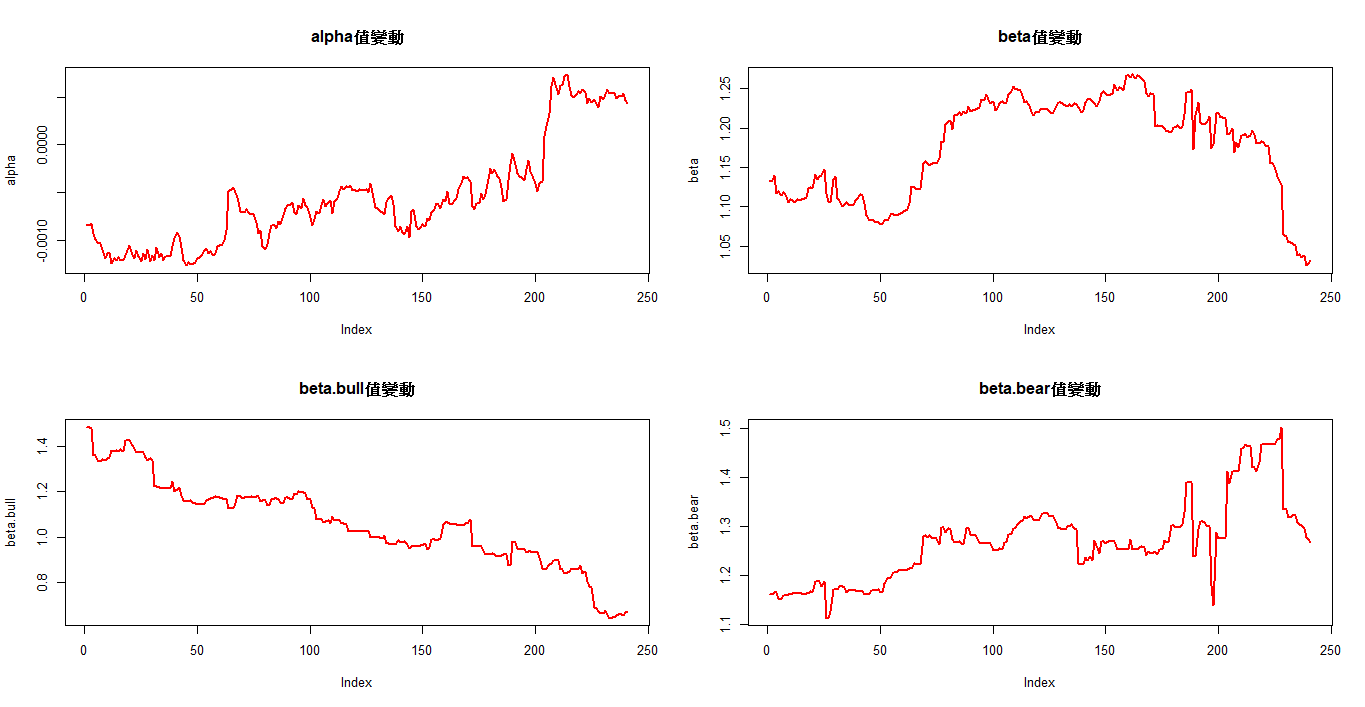 alpha值變動
alpha
-0.0010 0.0000
0 50 100 150 200 250
Index
beta值變動
beta
1.05 1.10 1.15 1.20 1.25
0 50 100 150 200 250
Index
beta.bull值變動
beta.bull
0.8 1.0 1.2 1.4
0 50 100 150 200 250
Index
beta.bear值變動
beta.bear
1.1 1.2 1.3 1.4 1.5
0 50 100 150 200 250
Index